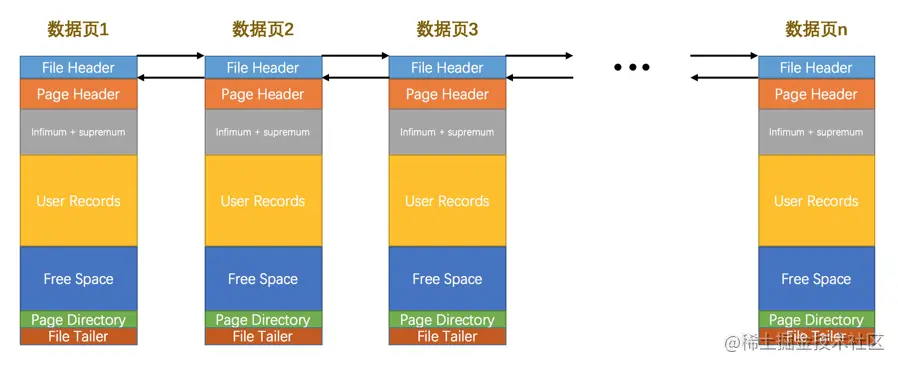 数据页1 数据页2 数据页3 数据页n
File Header File Header File Header ••• File Header
Page Header Page Header Page Header Page Header
Infimum + supremum Infimum + supremum Infimum + supremum Infimum + supremum
User Records User Records User Records User Records
Free Space Free Space Free Space Free Space
Page Directory Page Directory Page Directory Page Directory
File Tailer File Tailer File Tailer File Tailer
@稀土掘金技术社区